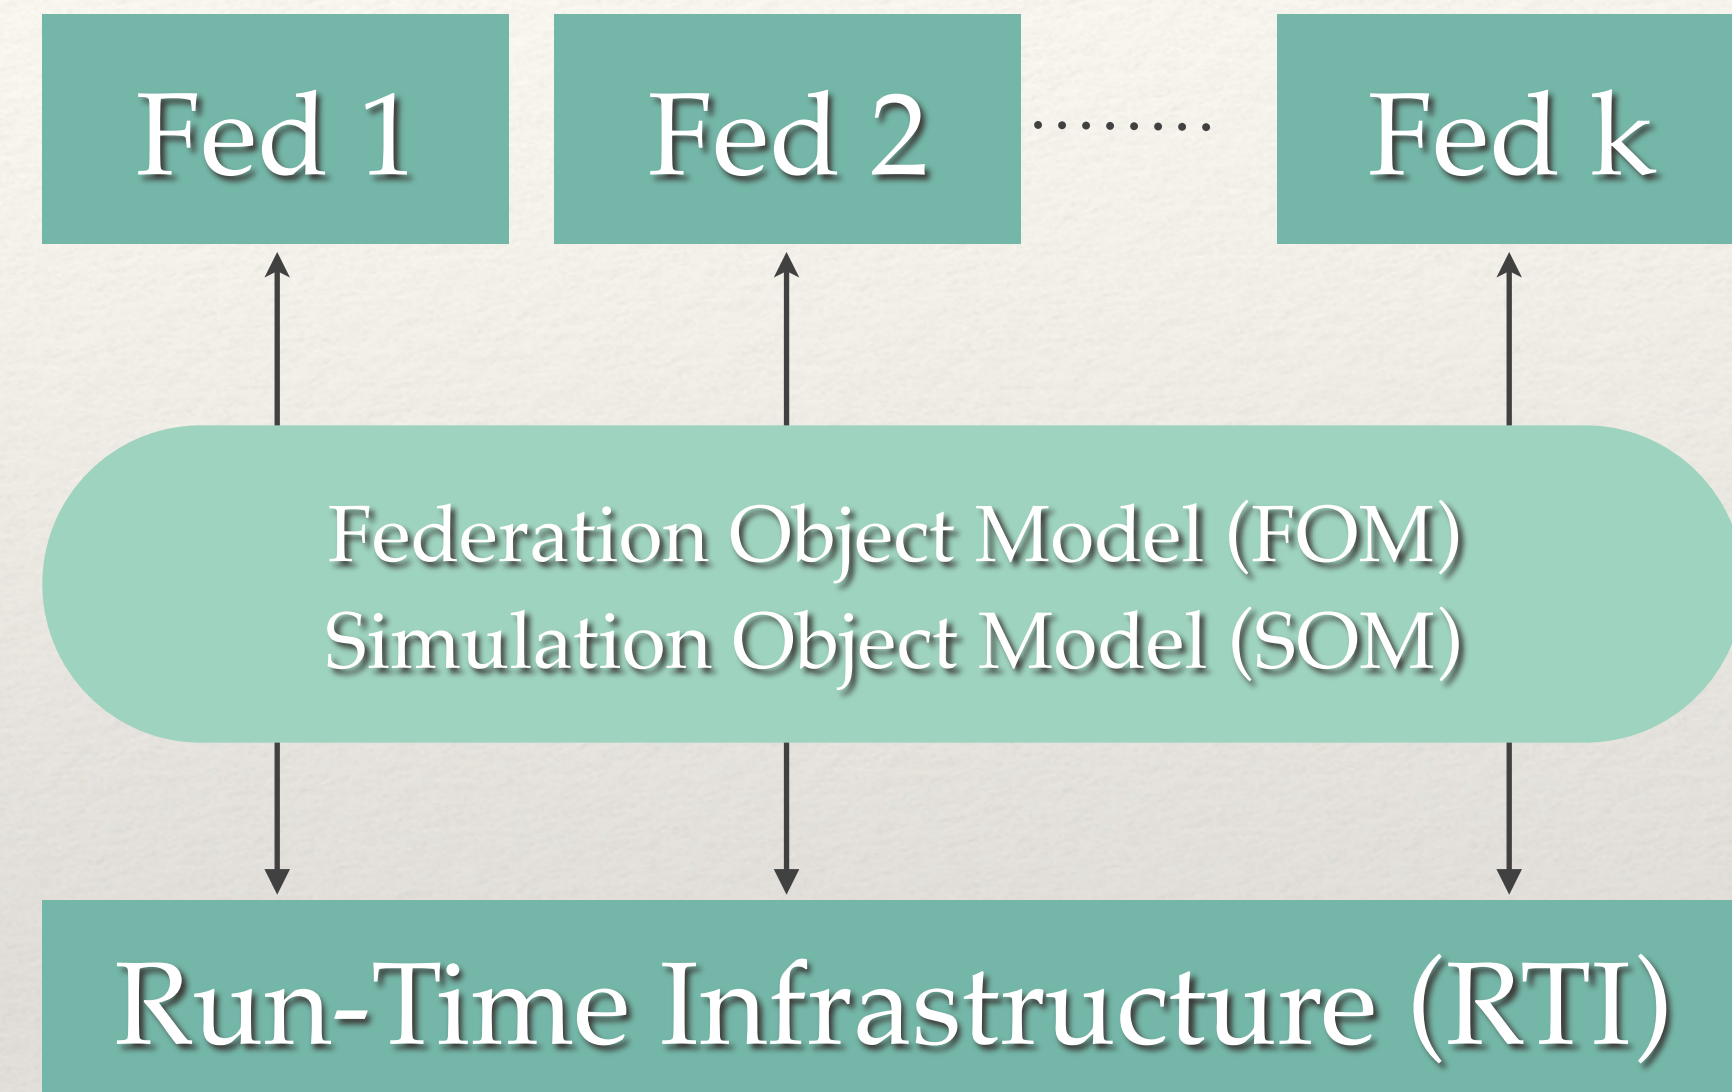 Fed 1 Fed 2 ........ Fed k
Federation Object Model (FOM)
Simulation Object Model (SOM)
Run-Time Infrastructure (RTI)